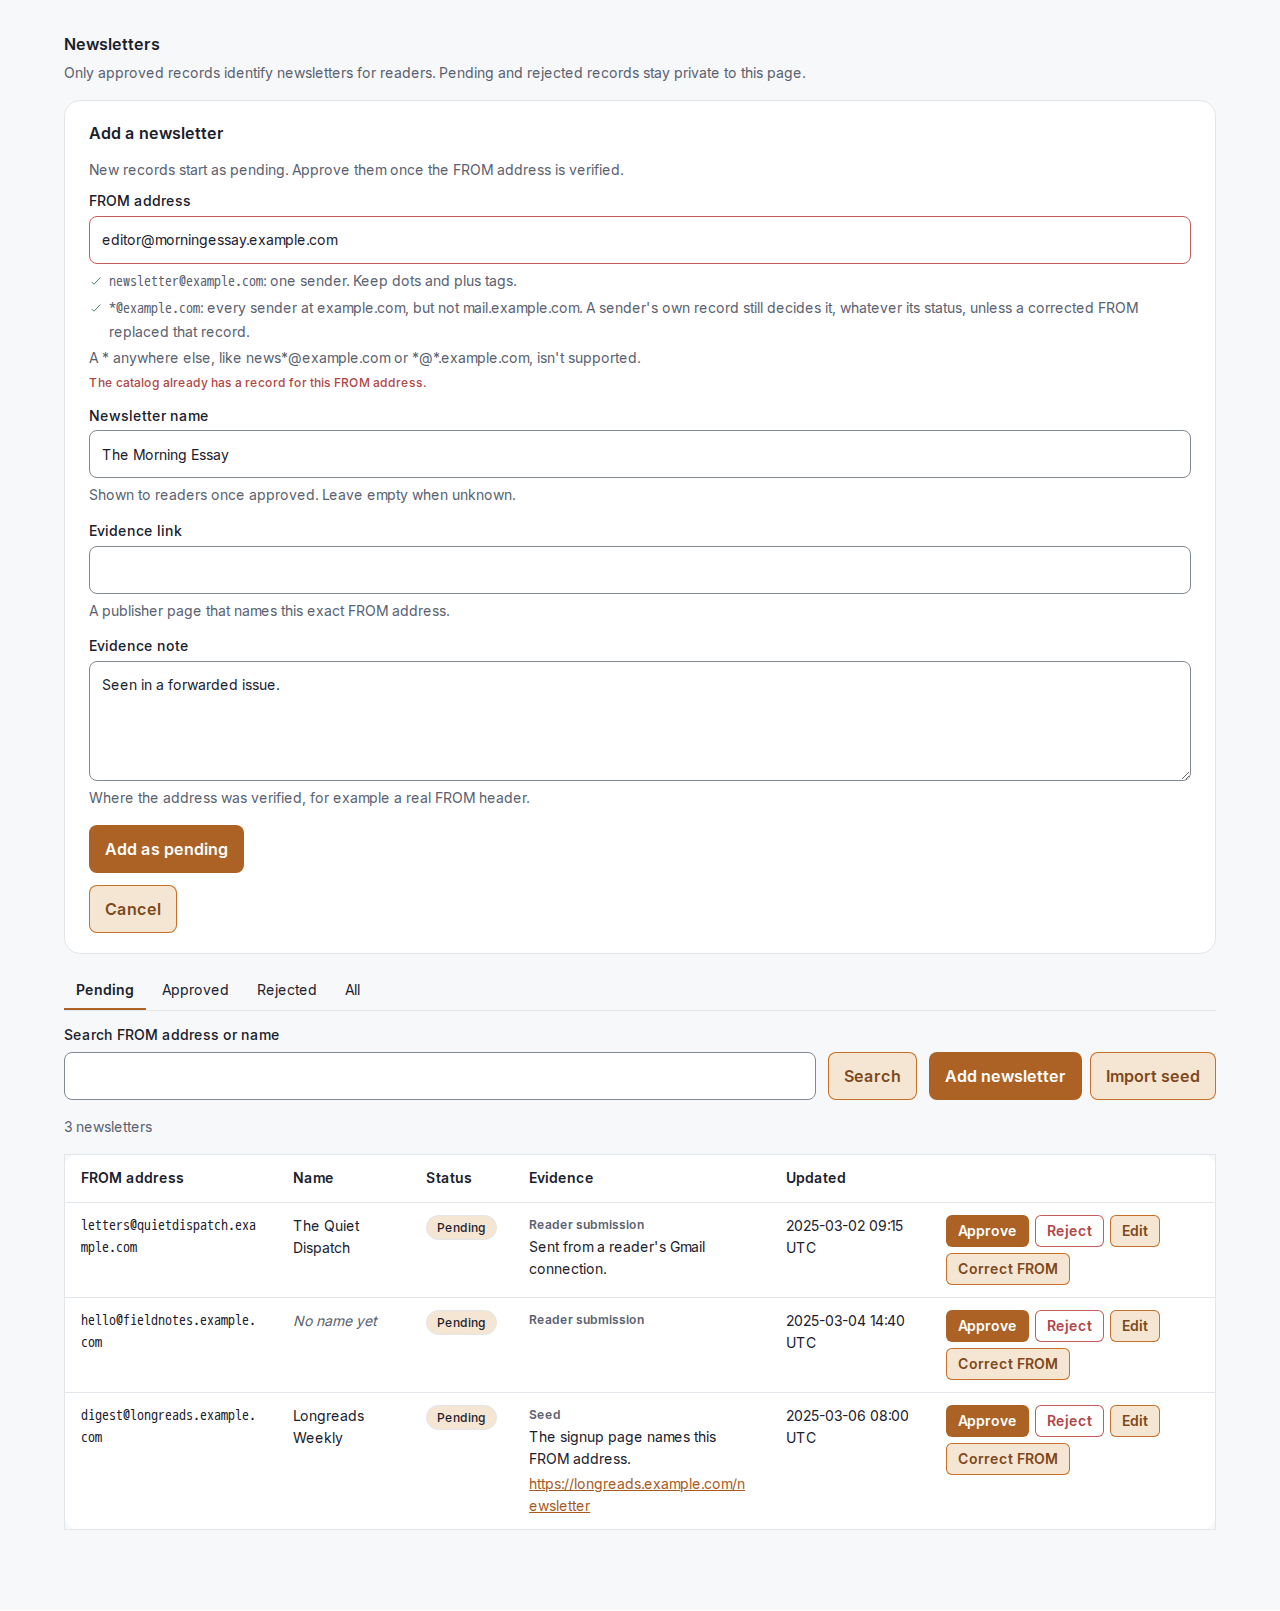 Newsletters
Only approved records identify newsletters for readers. Pending and rejected records stay private to this page.
Add a newsletter
New records start as pending. Approve them once the FROM address is verified.
FROM address
editor@morningessay.example.com
newsletter@example.com: one sender. Keep dots and plus tags.
*@example.com: every sender at example.com, but not mail.example.com. A sender's own record still decides it, whatever its status, unless a corrected FROM
replaced that record.
A * anywhere else, like news*@example.com or *@*.example.com, isn't supported.
The catalog already has a record for this FROM address.
Newsletter name
The Morning Essay
Shown to readers once approved. Leave empty when unknown.
Evidence link
A publisher page that names this exact FROM address.
Evidence note
Seen in a forwarded issue.
Where the address was verified, for example a real FROM header.
Add as pending
Cancel
Pending Approved Rejected All
Search FROM address or name
Search Add newsletter Import seed
3 newsletters
FROM address Name Status Evidence Updated
letters@quietdispatch.exa The Quiet Pending Reader submission 2025-03-02 09:15 Approve Reject Edit
mple.com Dispatch Sent from a reader's Gmail UTC
connection. Correct FROM
hello@fieldnotes.example. No name yet Pending Reader submission 2025-03-04 14:40 Approve Reject Edit
com UTC
Correct FROM
digest@longreads.example. Longreads Pending Seed 2025-03-06 08:00 Approve Reject Edit
com Weekly The signup page names this UTC
FROM address. Correct FROM
https://longreads.example.com/n
ewsletter